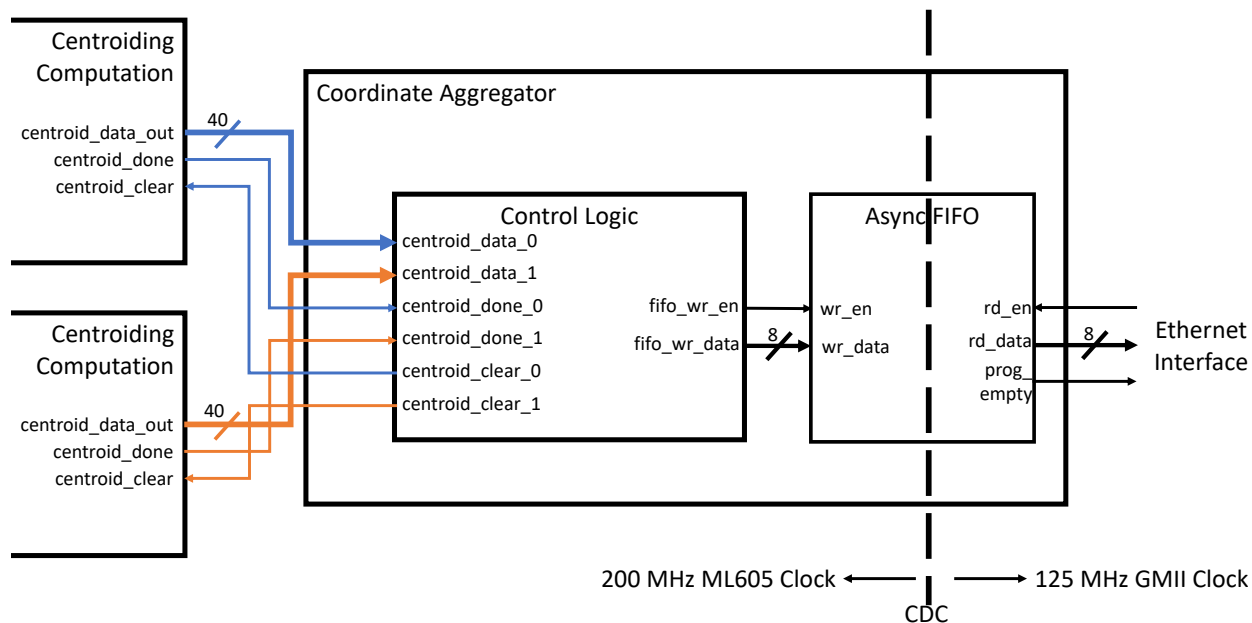 Centroiding
Computation
centroid_data_out
centroid_done
centroid_clear
40
Centroiding
Computation
centroid_data_out
centroid_done
centroid_clear
40
Coordinate Aggregator
Control Logic
centroid_data_0
centroid_data_1
centroid_done_0
centroid_done_1
centroid_clear_0
centroid_clear_1
fifo_wr_en
fifo_wr_data
8
Async FIFO
wr_en
wr_data
rd_en
rd_data
prog_
empty
8
Ethernet
Interface
200 MHz ML605 Clock
125 MHz GMII Clock
CDC